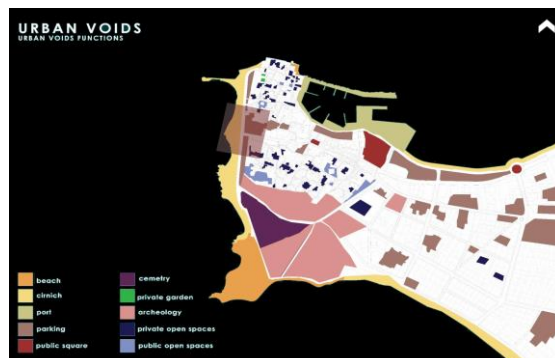 URBAN VOIDS
URBAN VOIDS FUNCTIONS
beach
cirnich
port
parking
public square
cemetry
private garden
archeology
private open spaces
public open spaces